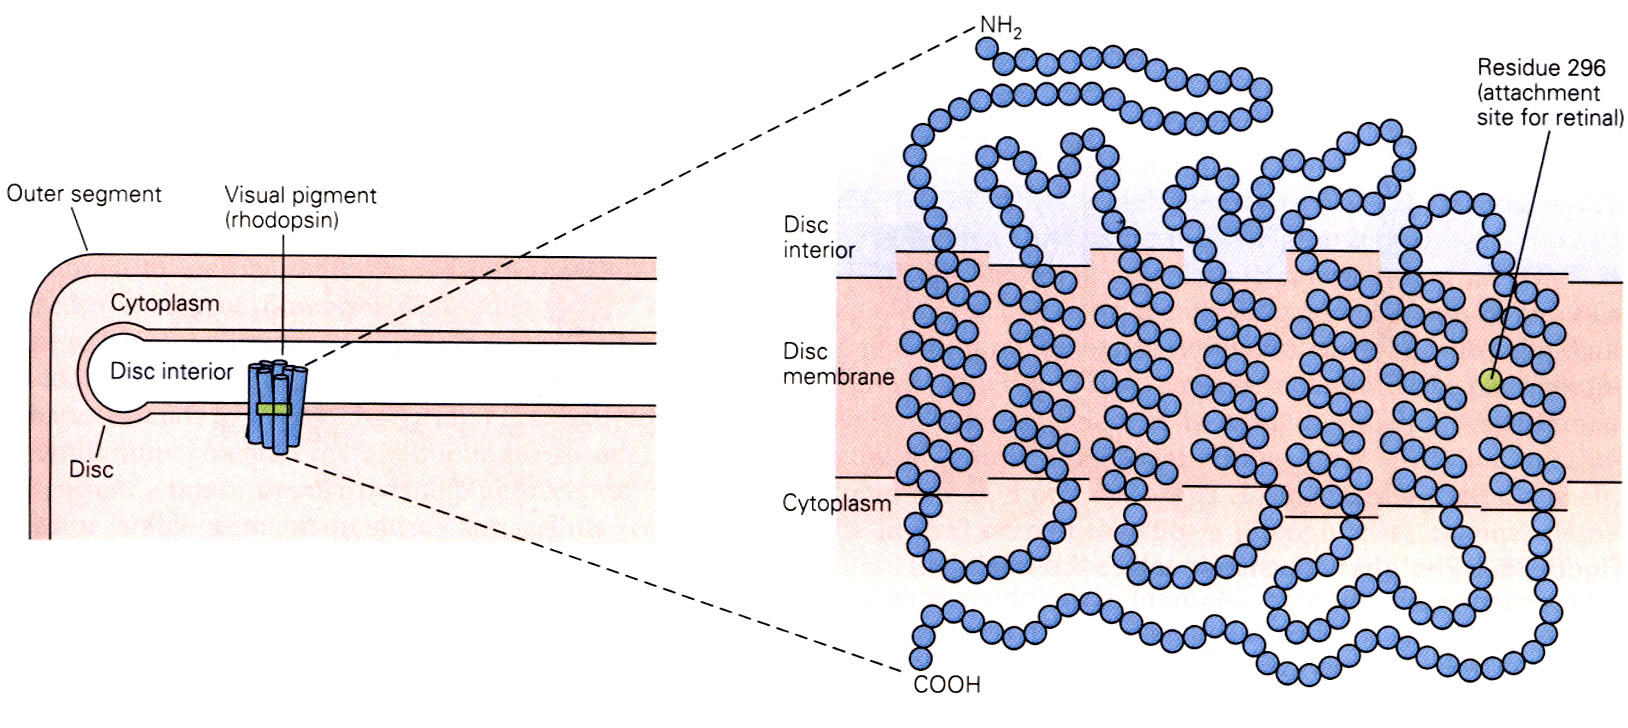 Outer segment
Visual pigment
(rhodopsin)
Cytoplasm
Disc interior
Disc
NH₂
Residue 296
(attachment
site for retinal)
Disc
interior
Disc
membrane
Cytoplasm
COOH